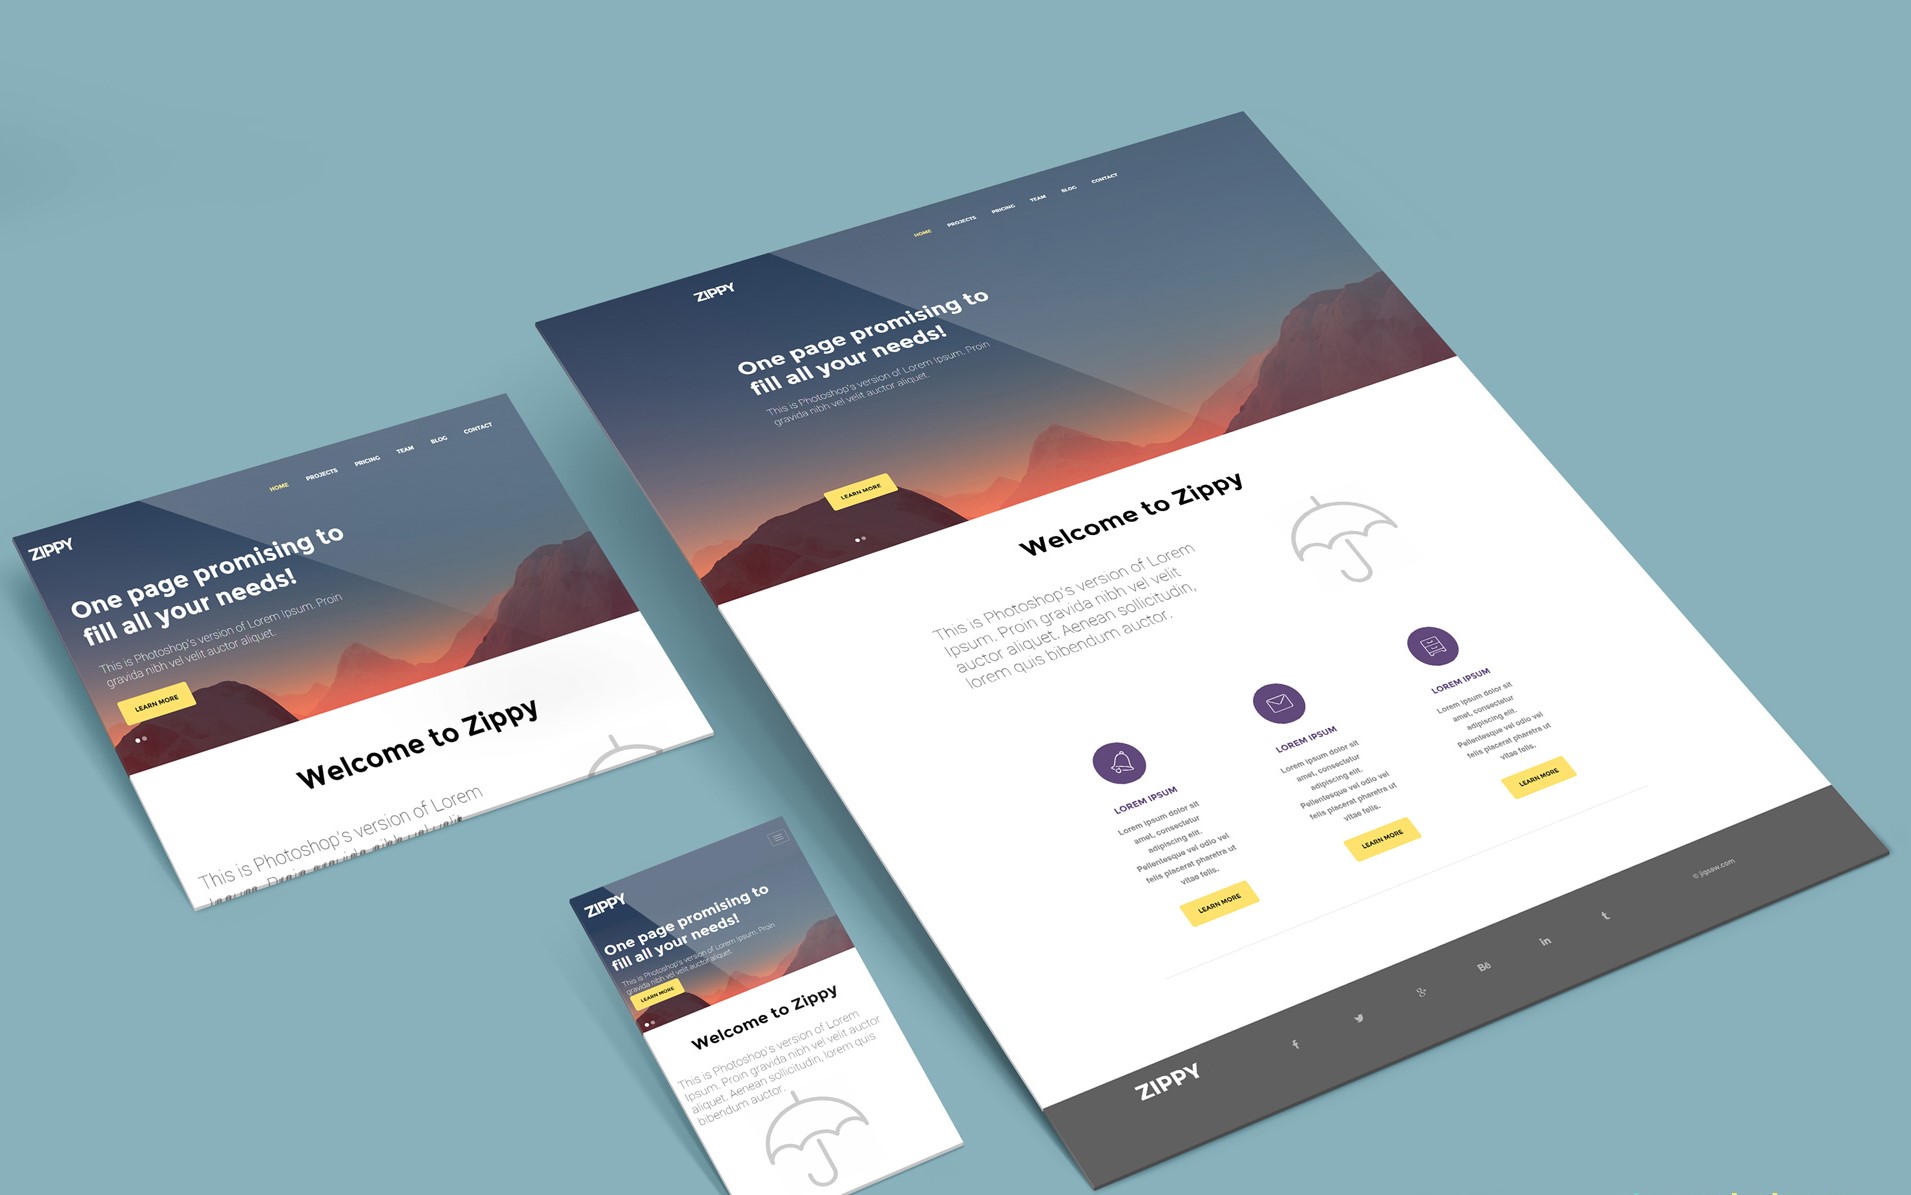 ZIPPY
HOME PROJECTS PRICING TEAM BLOG CONTACT
One page promising to
fill all your needs!
This is Photoshop's version of Lorem Ipsum. Proin
gravida nibh vel velit auctor aliquet.
LEARN MORE
Welcome to Zippy
This is Photoshop's version of Lorem
ZIPPY
HOME PROJECTS PRICING TEAM BLOG CONTACT
One page promising to
fill all your needs!
This is Photoshop's version of Lorem Ipsum. Proin
gravida nibh vel velit auctor aliquet.
LEARN MORE
Welcome to Zippy
This is Photoshop's version of Lorem
Ipsum. Proin gravida nibh vel velit
auctor aliquet. Aenean sollicitudin,
lorem quis bibendum auctor.
LOREM IPSUM
Lorem ipsum dolor sit
amet, consectetur
adipiscing elit.
Pellentesque vel odio vel
felis placerat pharetra ut
vitae felis.
LEARN MORE
LOREM IPSUM
Lorem ipsum dolor sit
amet, consectetur
adipiscing elit.
Pellentesque vel odio vel
felis placerat pharetra ut
vitae felis.
LEARN MORE
LOREM IPSUM
Lorem ipsum dolor sit
amet, consectetur
adipiscing elit.
Pellentesque vel odio vel
felis placerat pharetra ut
vitae felis.
LEARN MORE
ZIPPY
© jigsaw.com
ZIPPY
One page promising to
fill all your needs!
This is Photoshop's version of Lorem Ipsum. Proin
gravida nibh vel velit auctor aliquet.
LEARN MORE
Welcome to Zippy
This is Photoshop's version of Lorem
Ipsum. Proin gravida nibh vel velit auctor
aliquet. Aenean sollicitudin, lorem quis
bibendum auctor.